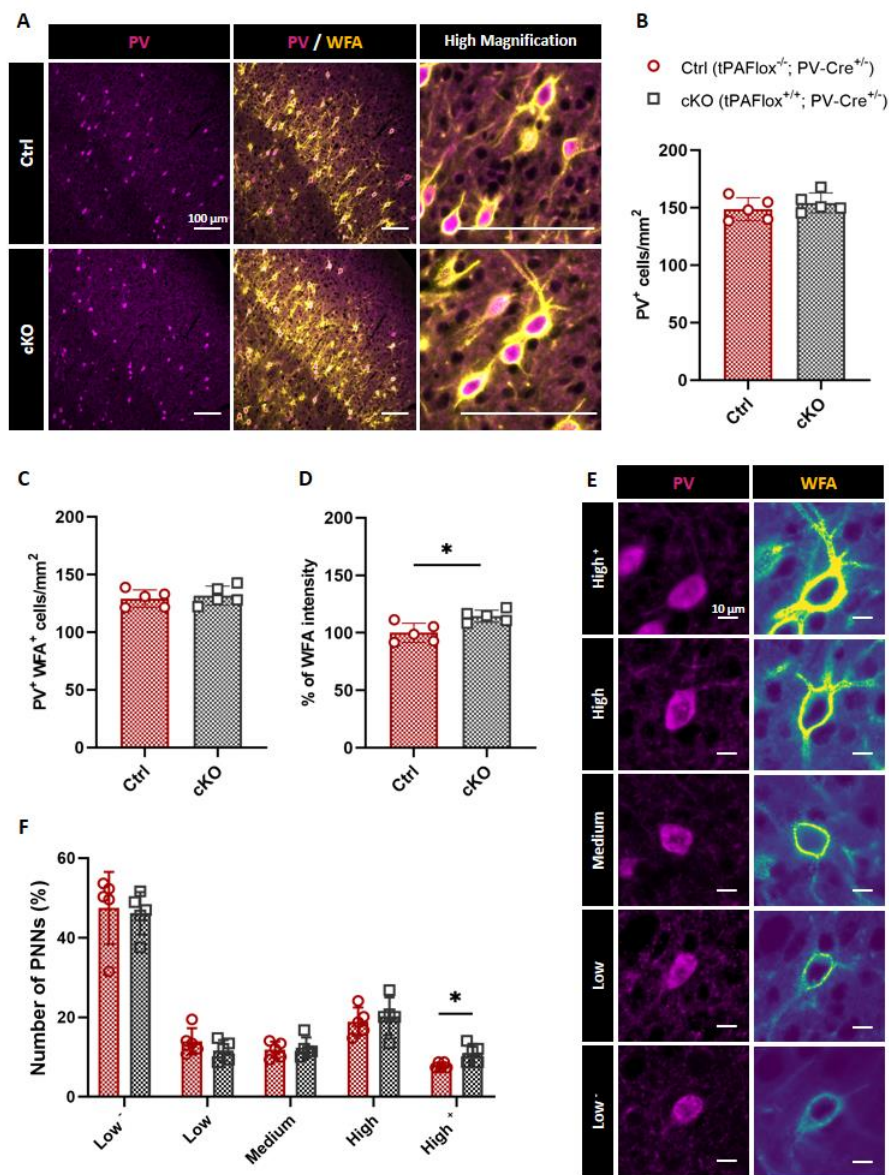 A
PV
PV / WFA
High Magnification
Ctrl
100 µm
cKO
B
Ctrl (tPAFlox-/-; PV-Cre+/-)
cKO (tPAFlox+/+; PV-Cre+/-)
200
150
100
50
0
PV+ cells/mm2
Ctrl
cKO
C
200
150
100
50
0
PV+ WFA+ cells/mm2
Ctrl
cKO
D
200
150
100
50
0
% of WFA intensity
*
Ctrl
cKO
E
PV
WFA
High+
10 µm
High
Medium
Low
Low-
F
60
40
20
0
Number of PNNs (%)
*
Low-
Low
Medium
High
High+